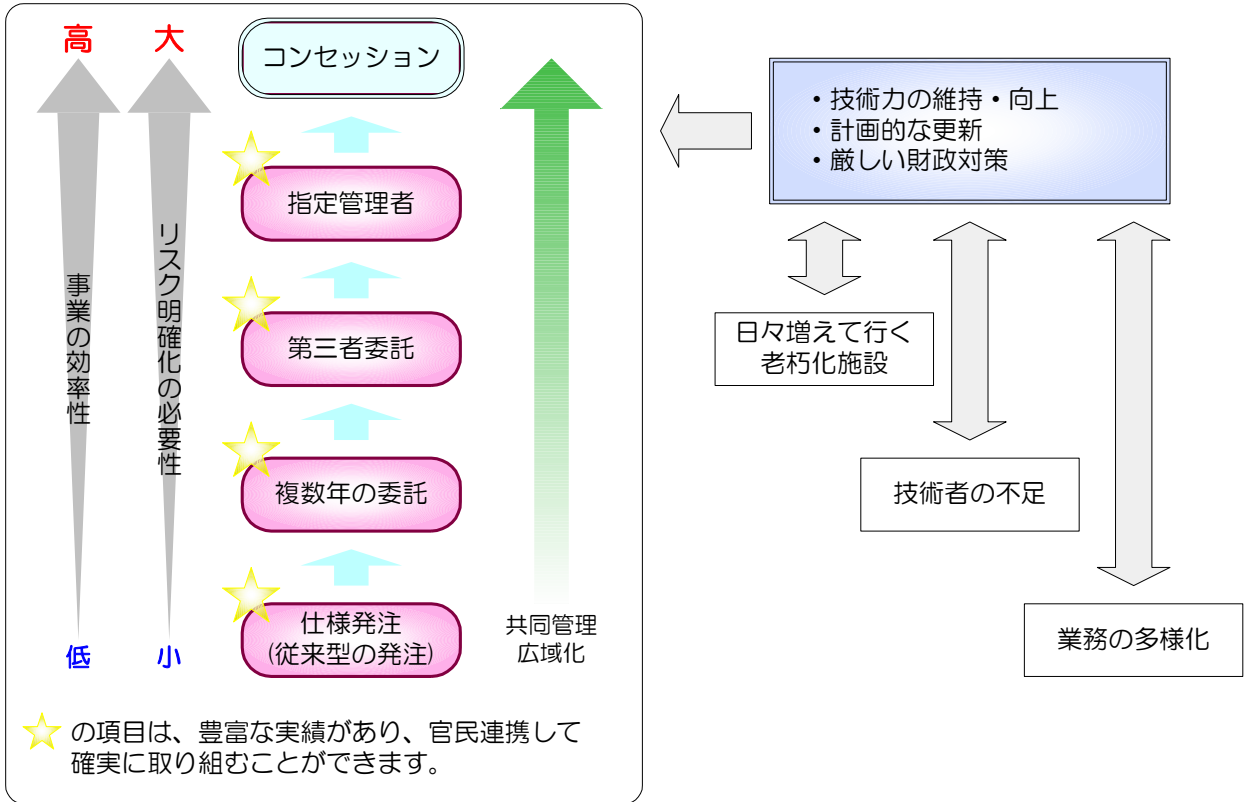 高
大
コンセッション
指定管理者
第三者委託
複数年の委託
仕様発注
(従来型の発注)
事業の効率性
リスク明確化の必要性
低
小
共同管理
広域化
の項目は、豊富な実績があり、官民連携して
確実に取り組むことができます。
・技術力の維持・向上
・計画的な更新
・厳しい財政対策
日々増えて行く
老朽化施設
技術者の不足
業務の多様化